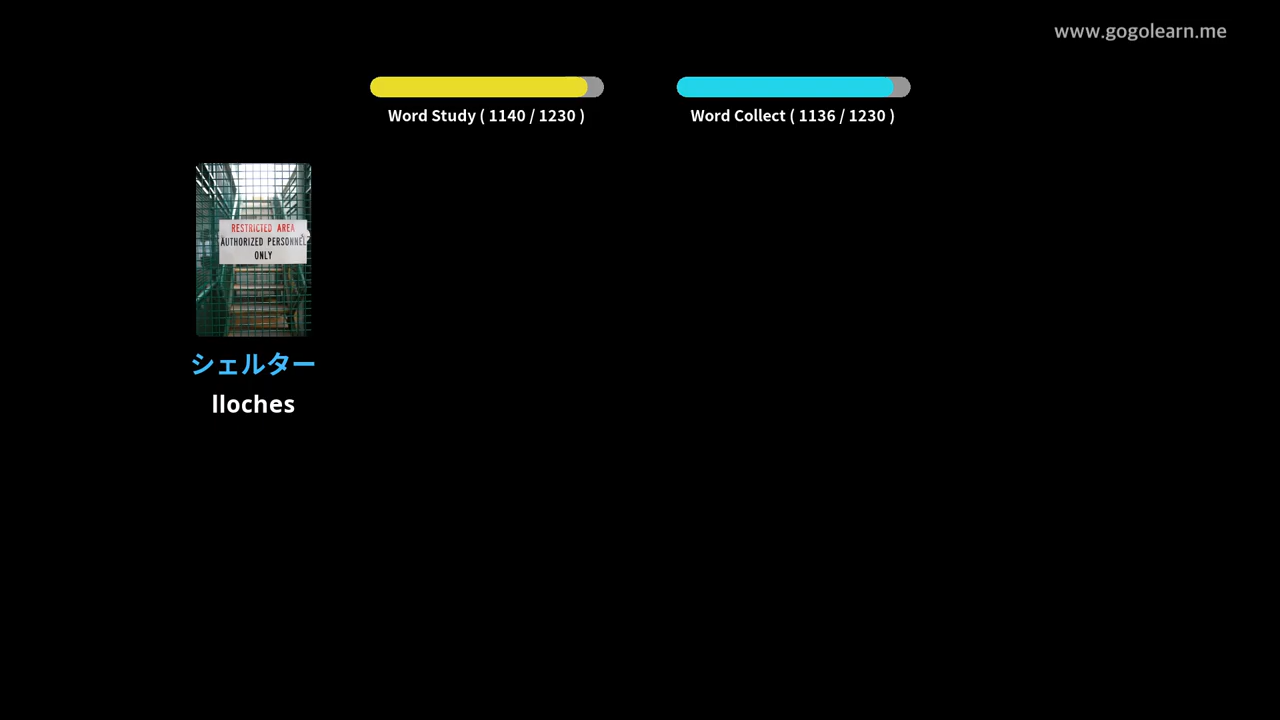 www.gogolearn.me
Word Study ( 1140 / 1230 )
Word Collect ( 1136 / 1230 )
RESTRICTED AREA
AUTHORIZED PERSONNEL
ONLY
シェルター
lloches